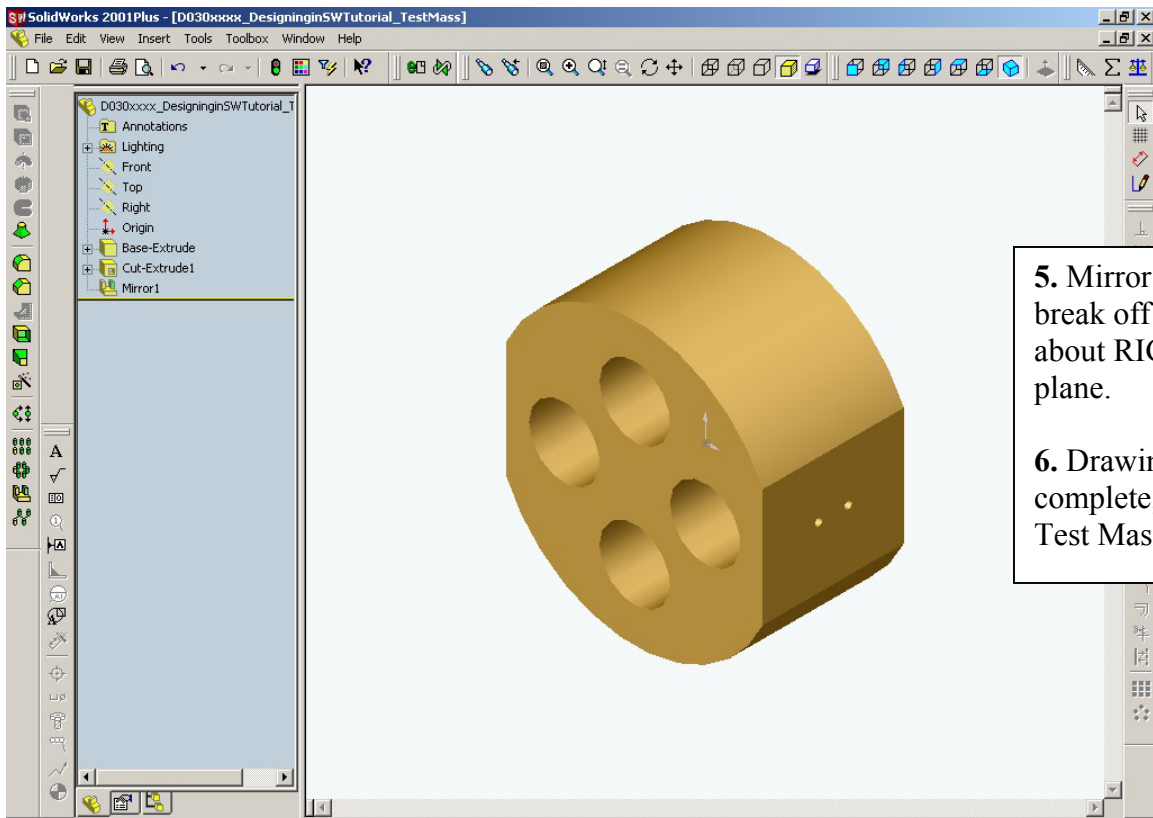 SolidWorks 2001Plus - [D030xxxx_DesigninginSWTutorial_TestMass]
File Edit View Insert Tools Toolbox Window Help
D030xxxx_DesigninginSWTutorial_T
Annotations
Lighting
Front
Top
Right
Origin
Base-Extrude
Cut-Extrude1
Mirror1
5. Mirror
break off
about RIG
plane.
6. Drawin
complete
Test Mas